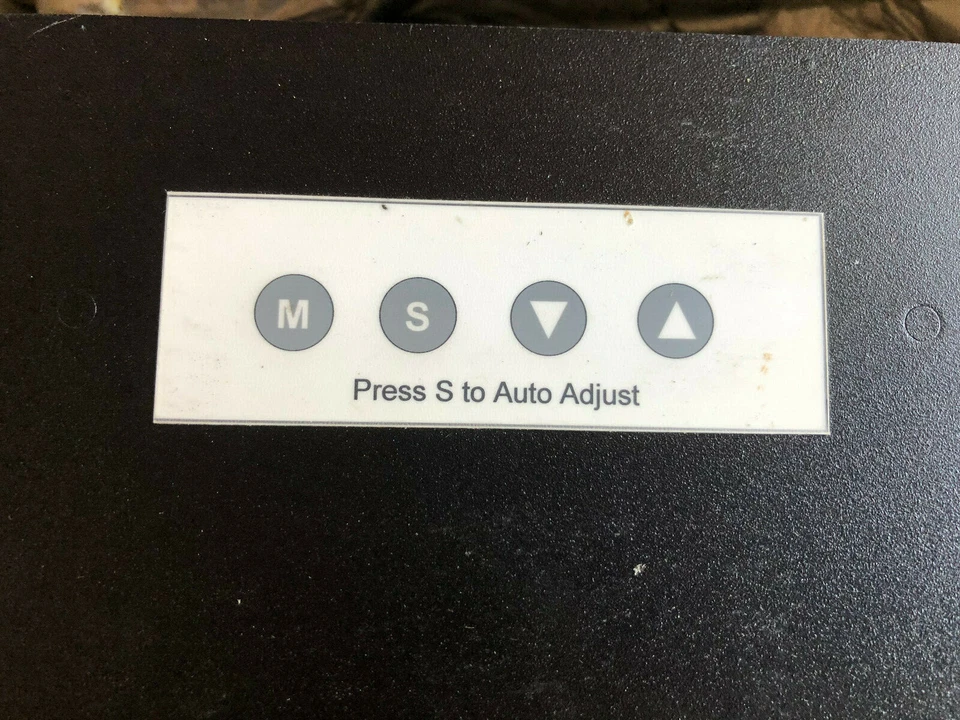 M S ▼ ▲
Press S to Auto Adjust